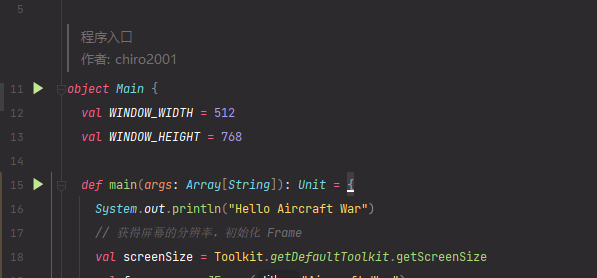 5
程序入口
作者: chiro2001
11 object Main {
12 val WINDOW_WIDTH = 512
13 val WINDOW_HEIGHT = 768
14
15 def main(args: Array[String]): Unit = {
16 System.out.println("Hello Aircraft War")
17 // 获得屏幕的分辨率，初始化 Frame
18 val screenSize = Toolkit.getDefaultToolkit.getScreenSize